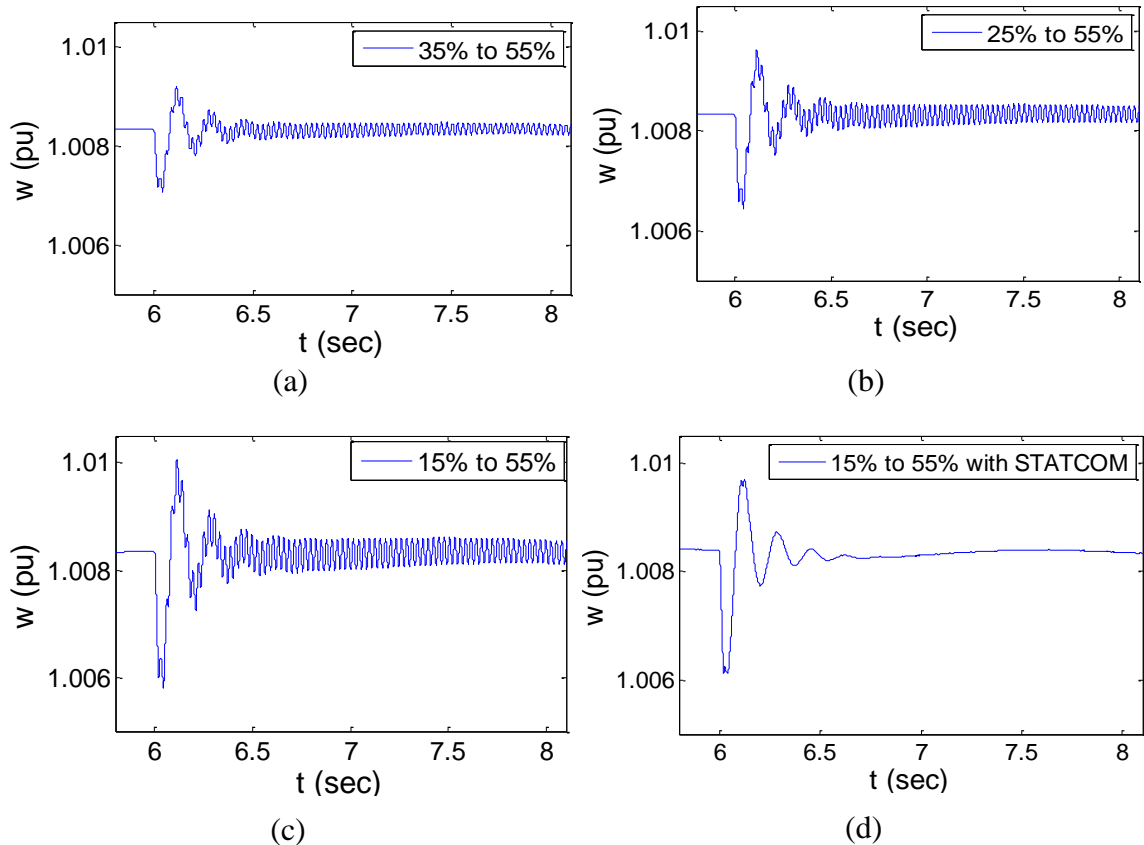 35% to 55%
1.01
1.008
1.006
w (pu)
6
6.5
7
7.5
8
t (sec)
(a)
25% to 55%
1.01
1.008
1.006
w (pu)
6
6.5
7
7.5
8
t (sec)
(b)
15% to 55%
1.01
1.008
1.006
w (pu)
6
6.5
7
7.5
8
t (sec)
(c)
15% to 55% with STATCOM
1.01
1.008
1.006
w (pu)
6
6.5
7
7.5
8
t (sec)
(d)